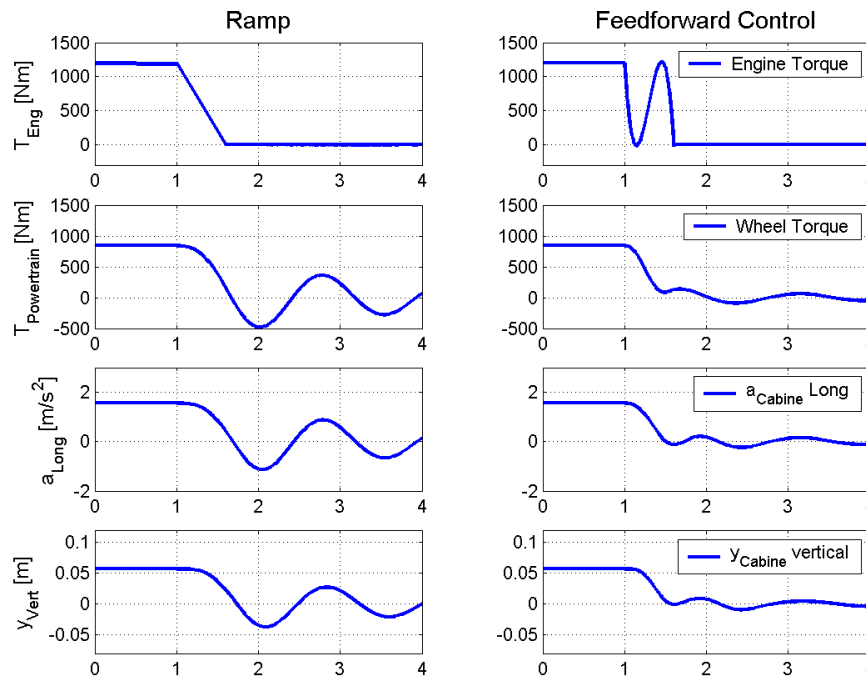 Ramp
Feedforward Control
T_Eng [Nm]
1500
1000
500
0
0 1 2 3 4
1500
1000
500
0
0 1 2 3
Engine Torque
T_Powertrain [Nm]
1500
1000
500
0
-500
0 1 2 3 4
1500
1000
500
0
-500
0 1 2 3
Wheel Torque
a_Long [m/s²]
2
0
-2
0 1 2 3 4
2
0
-2
0 1 2 3
a_Cabine Long
y_Vert [m]
0.1
0.05
0
-0.05
0 1 2 3 4
0.1
0.05
0
-0.05
0 1 2 3
y_Cabine vertical